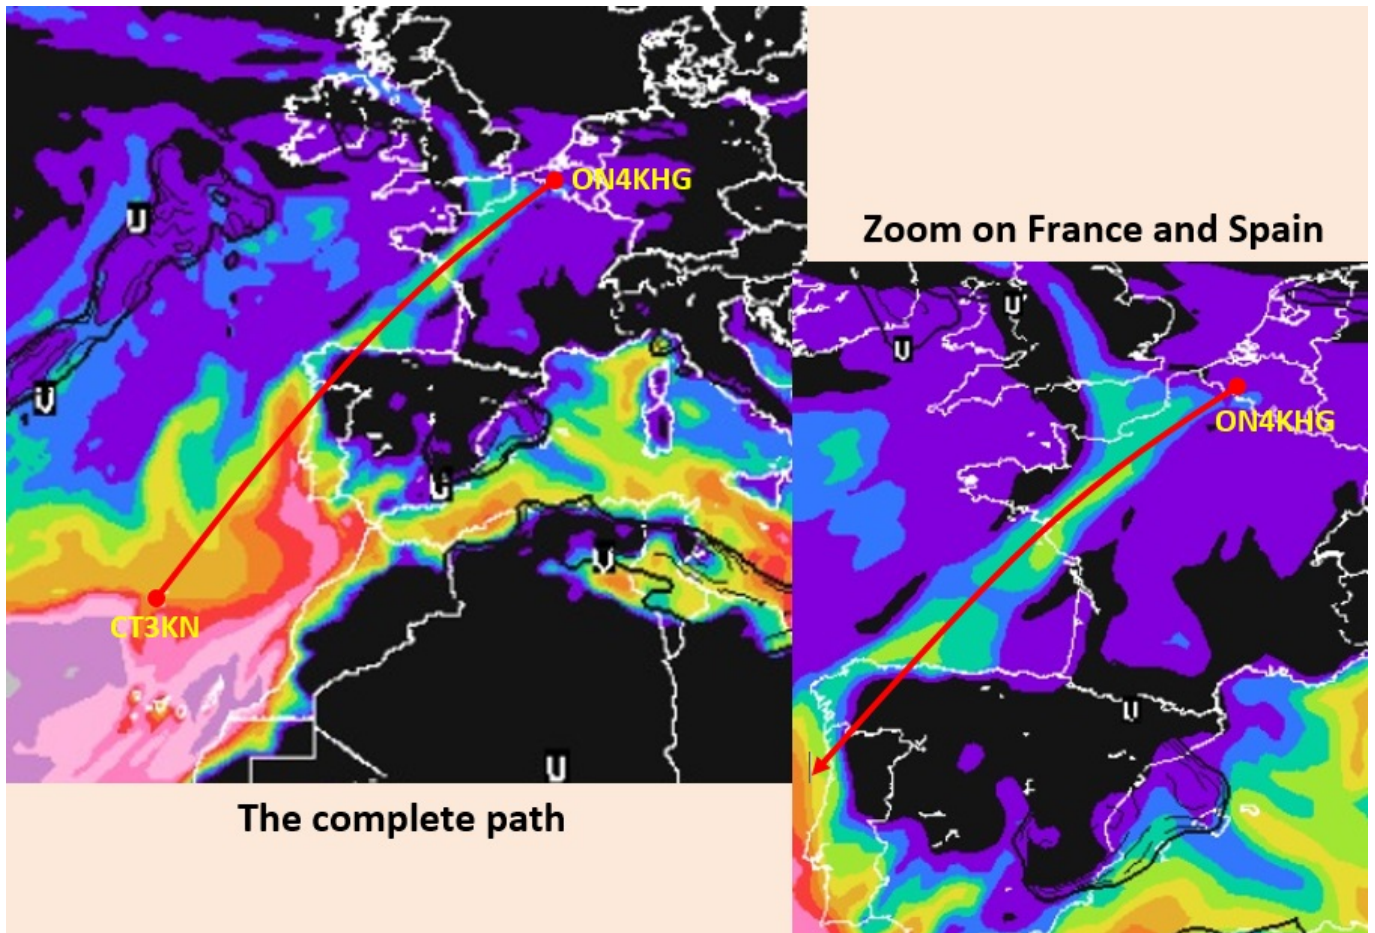 ON4KHG
U
U
CT3KN
U
U
U
The complete path
Zoom on France and Spain
U
U
ON4KHG
U